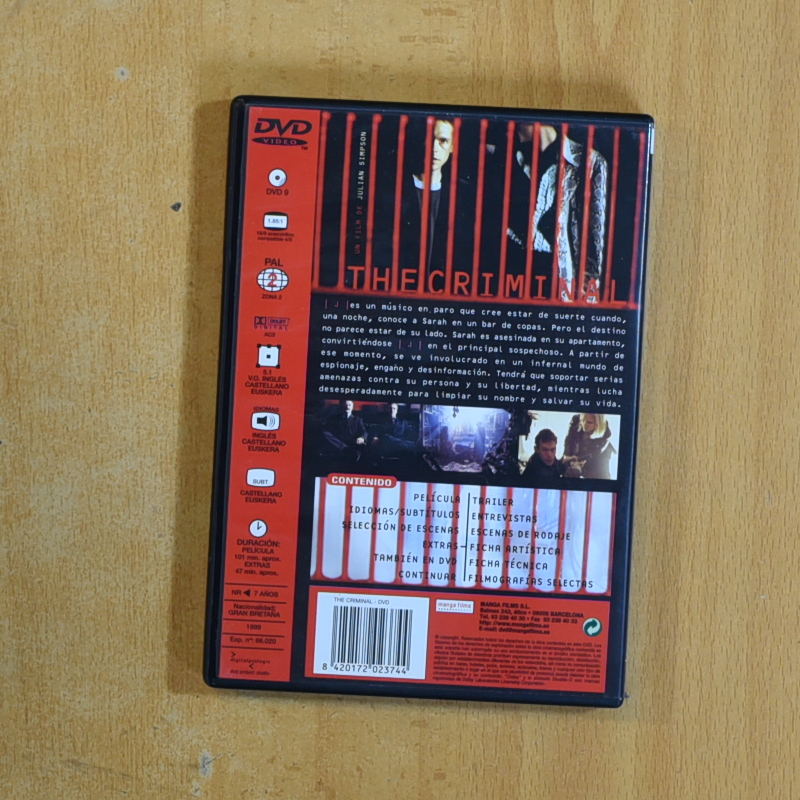 DVD
VIDEO
TM
DVD 9
1.85:1
PAL
2
ZONA 2
DOLBY
DIGITAL
AC3
5.1
V.O. INGLÉS
CASTELLANO
EUSKERA
IDIOMAS
INGLÉS
CASTELLANO
EUSKERA
SUBT.
CASTELLANO
EUSKERA
DURACIÓN:
PELÍCULA
101 min. aprox.
EXTRAS
47 min. aprox.
NR ◄ 7 AÑOS
Nacionalidad:
GRAN BRETAÑA
1999
Exp. nº: 66.020
UN FILM DE JULIAN SIMPSON
THE CRIMINAL
| J |es un músico en paro que cree estar de suerte cuando,
una noche, conoce a Sarah en un bar de copas. Pero el destino
no parece estar de su lado. Sarah es asesinada en su apartamento,
convirtiéndose | J | en el principal sospechoso. A partir de
ese momento, se ve involucrado en un infernal mundo de
espionaje, engaño y desinformación. Tendrá que soportar serias
amenazas contra su persona y su libertad, mientras lucha
desesperadamente para limpiar su nombre y salvar su vida.
CONTENIDO
PELÍCULA
IDIOMAS/SUBTÍTULOS
SELECCIÓN DE ESCENAS
EXTRAS
TAMBIÉN EN DVD
CONTINUAR
TRAILER
ENTREVISTAS
ESCENAS DE RODAJE
FICHA ARTÍSTICA
FICHA TÉCNICA
FILMOGRAFÍAS SELECTAS
THE CRIMINAL - DVD
8 420172 023744
manga films
MANGA FILMS S.L.
BARCELONA